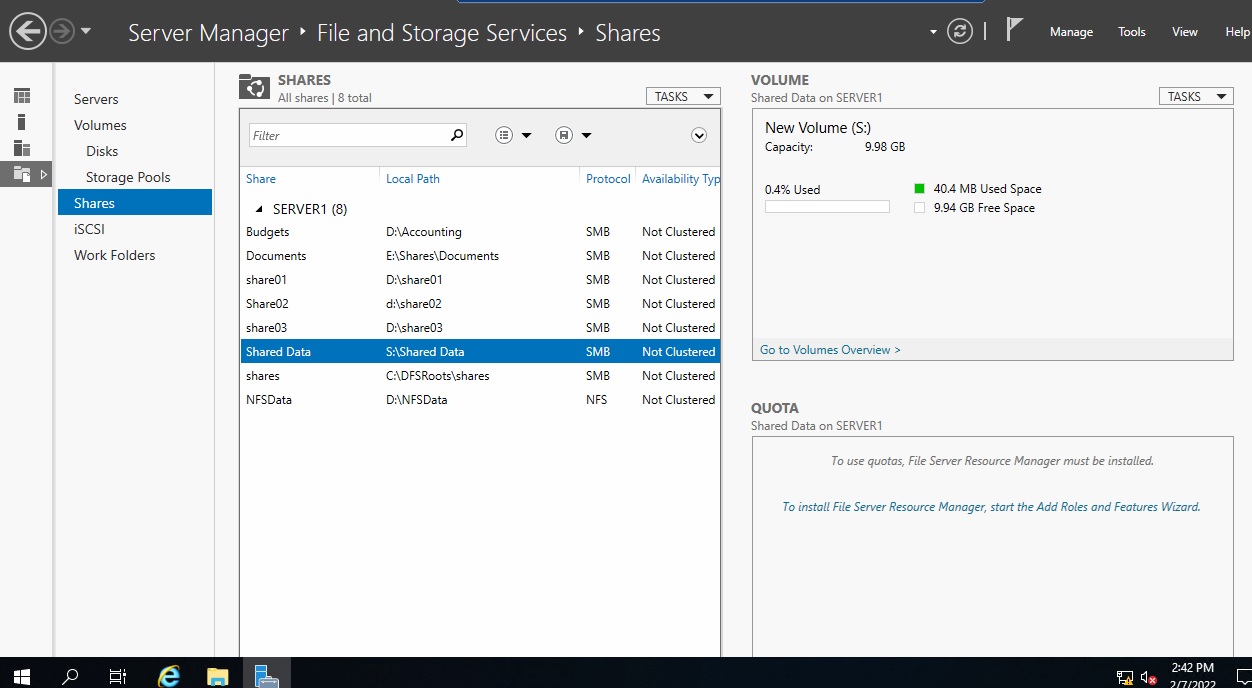 Server Manager ‣ File and Storage Services ‣ Shares
Manage Tools View Help
Servers
Volumes
Disks
Storage Pools
Shares
iSCSI
Work Folders
SHARES
All shares | 8 total
TASKS
Filter
Share Local Path Protocol Availability Typ
SERVER1 (8)
Budgets D:\Accounting SMB Not Clustered
Documents E:\Shares\Documents SMB Not Clustered
share01 D:\share01 SMB Not Clustered
Share02 d:\share02 SMB Not Clustered
share03 D:\share03 SMB Not Clustered
Shared Data S:\Shared Data SMB Not Clustered
shares C:\DFSRoots\shares SMB Not Clustered
NFSData D:\NFSData NFS Not Clustered
VOLUME
Shared Data on SERVER1
TASKS
New Volume (S:)
Capacity: 9.98 GB
0.4% Used
40.4 MB Used Space
9.94 GB Free Space
Go to Volumes Overview >
QUOTA
Shared Data on SERVER1
To use quotas, File Server Resource Manager must be installed.
To install File Server Resource Manager, start the Add Roles and Features Wizard.
2:42 PM
2/7/2022